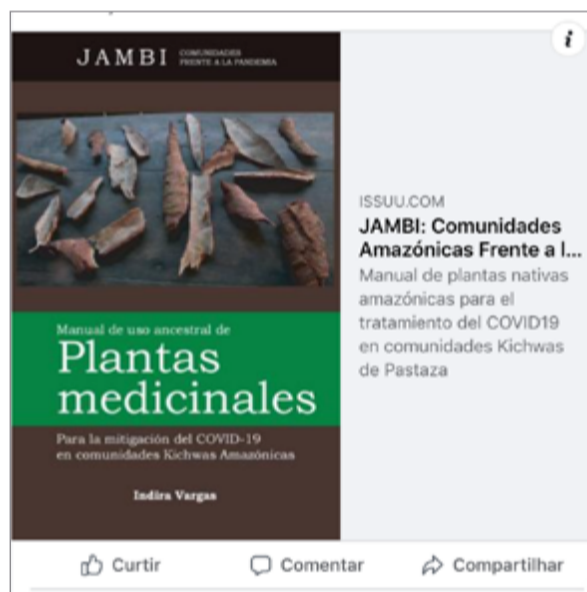 JAMBI COMUNIDADES
FRENTE A LA PANDEMIA
Manual de uso ancestral de
Plantas
medicinales
Para la mitigación del COVID-19
en comunidades Kichwas Amazónicas
Indira Vargas
i
ISSUU.COM
JAMBI: Comunidades
Amazónicas Frente a l...
Manual de plantas nativas
amazónicas para el
tratamiento del COVID19
en comunidades Kichwas
de Pastaza
Curtir Comentar Compartilhar